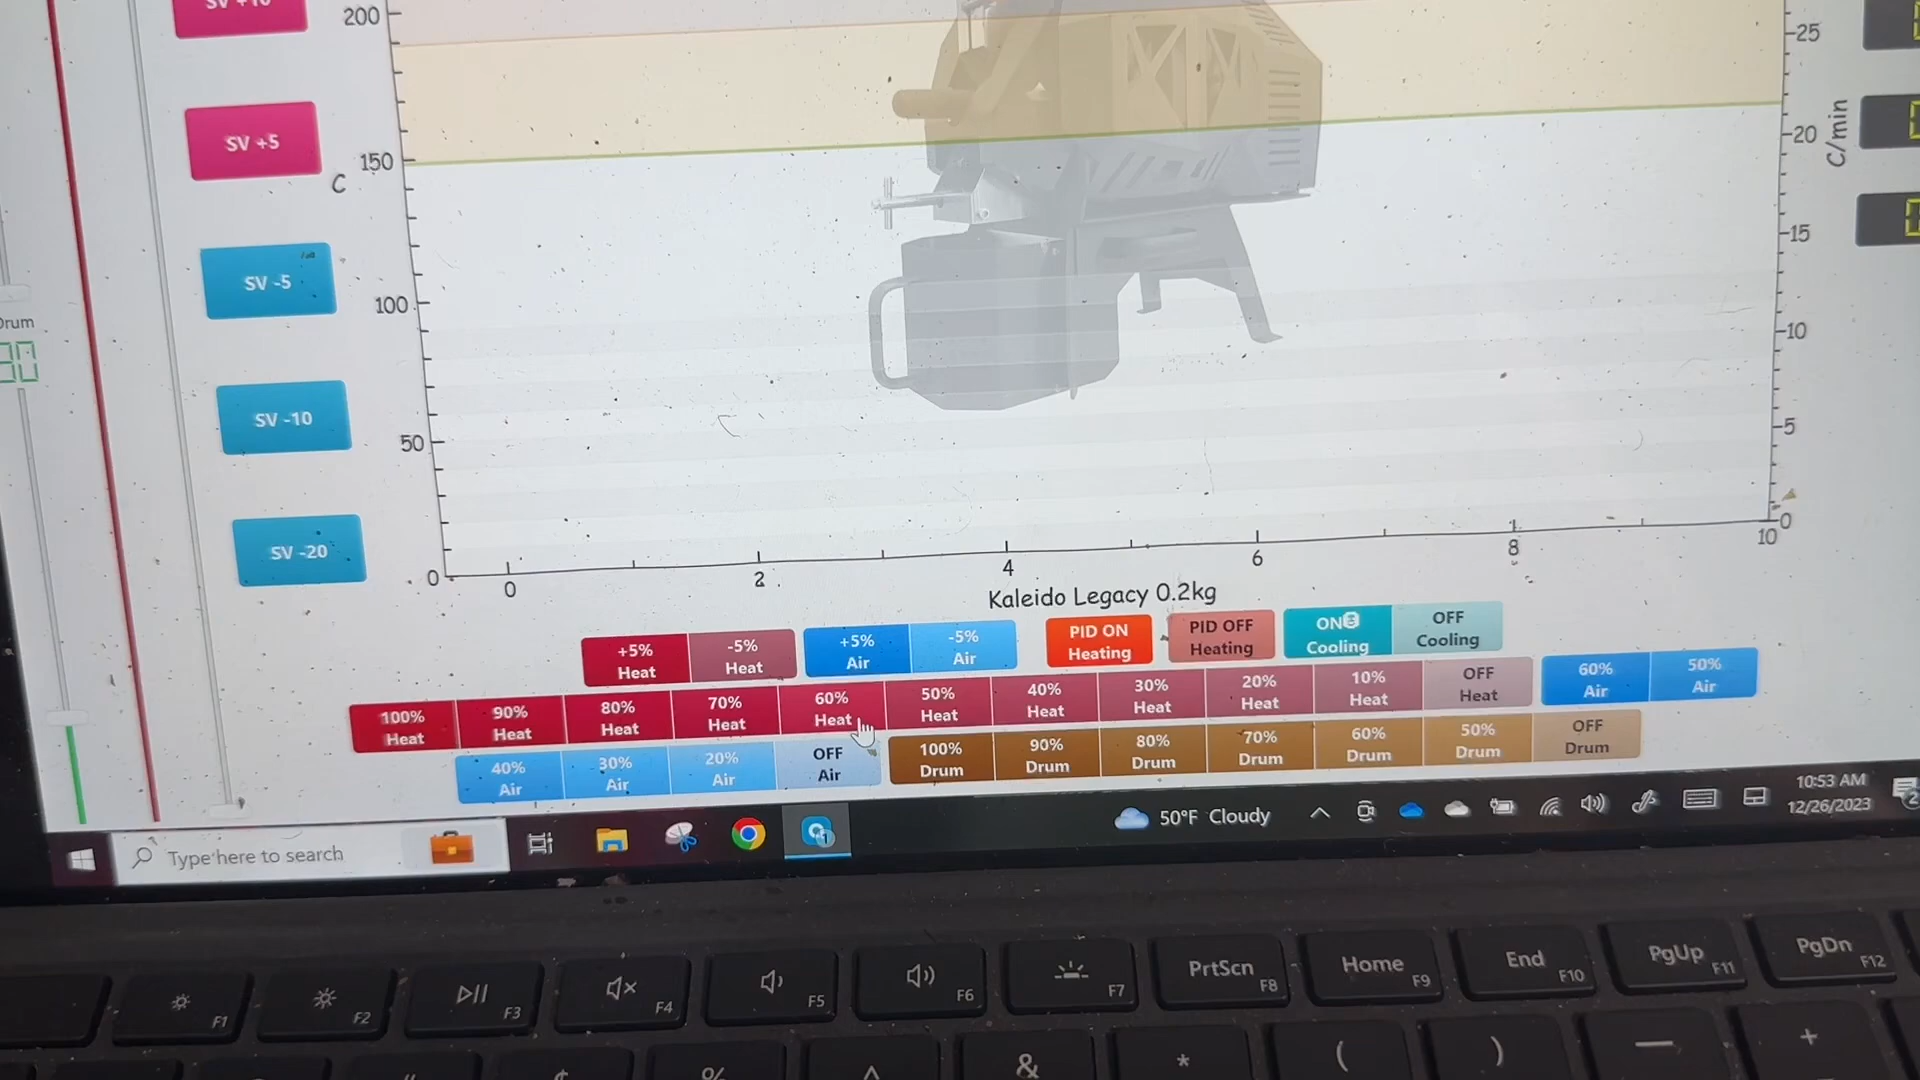 SV +10
200
25
SV +5
150
C
20
C/min
SV -5
15
100
Drum
10
SV -10
50
5
SV -20
0
0
2
4
6
8
10
0
Kaleido Legacy 0.2kg
+5%
Heat
-5%
Heat
+5%
Air
-5%
Air
PID ON
Heating
PID OFF
Heating
ON
Cooling
OFF
Cooling
100%
Heat
90%
Heat
80%
Heat
70%
Heat
60%
Heat
50%
Heat
40%
Heat
30%
Heat
20%
Heat
10%
Heat
OFF
Heat
60%
Air
50%
Air
40%
Air
30%
Air
20%
Air
OFF
Air
100%
Drum
90%
Drum
80%
Drum
70%
Drum
60%
Drum
50%
Drum
OFF
Drum
Type here to search
50°F Cloudy
10:53 AM
12/26/2023
2
F1
F2
F3
F4
F5
F6
F7
PrtScn
F8
Home
F9
End
F10
PgUp
F11
PgDn
F12
%
^
&
*
(
)
—
+